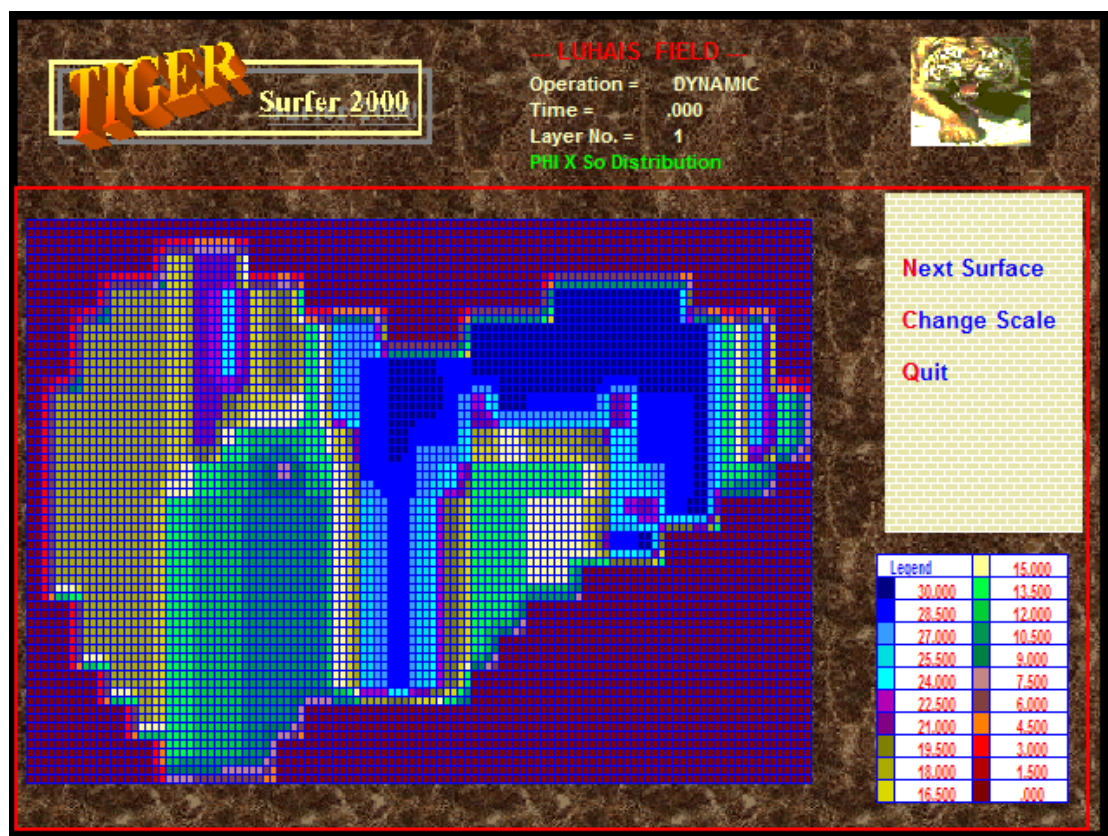 TIGER
Surfer 2000
--- LUHAIS FIELD ---
Operation = DYNAMIC
Time = .000
Layer No. = 1
PHI X So Distribution
Next Surface
Change Scale
Quit
Legend 15.000
30.000 13.500
28.500 12.000
27.000 10.500
25.500 9.000
24.000 7.500
22.500 6.000
21.000 4.500
19.500 3.000
18.000 1.500
16.500 .000